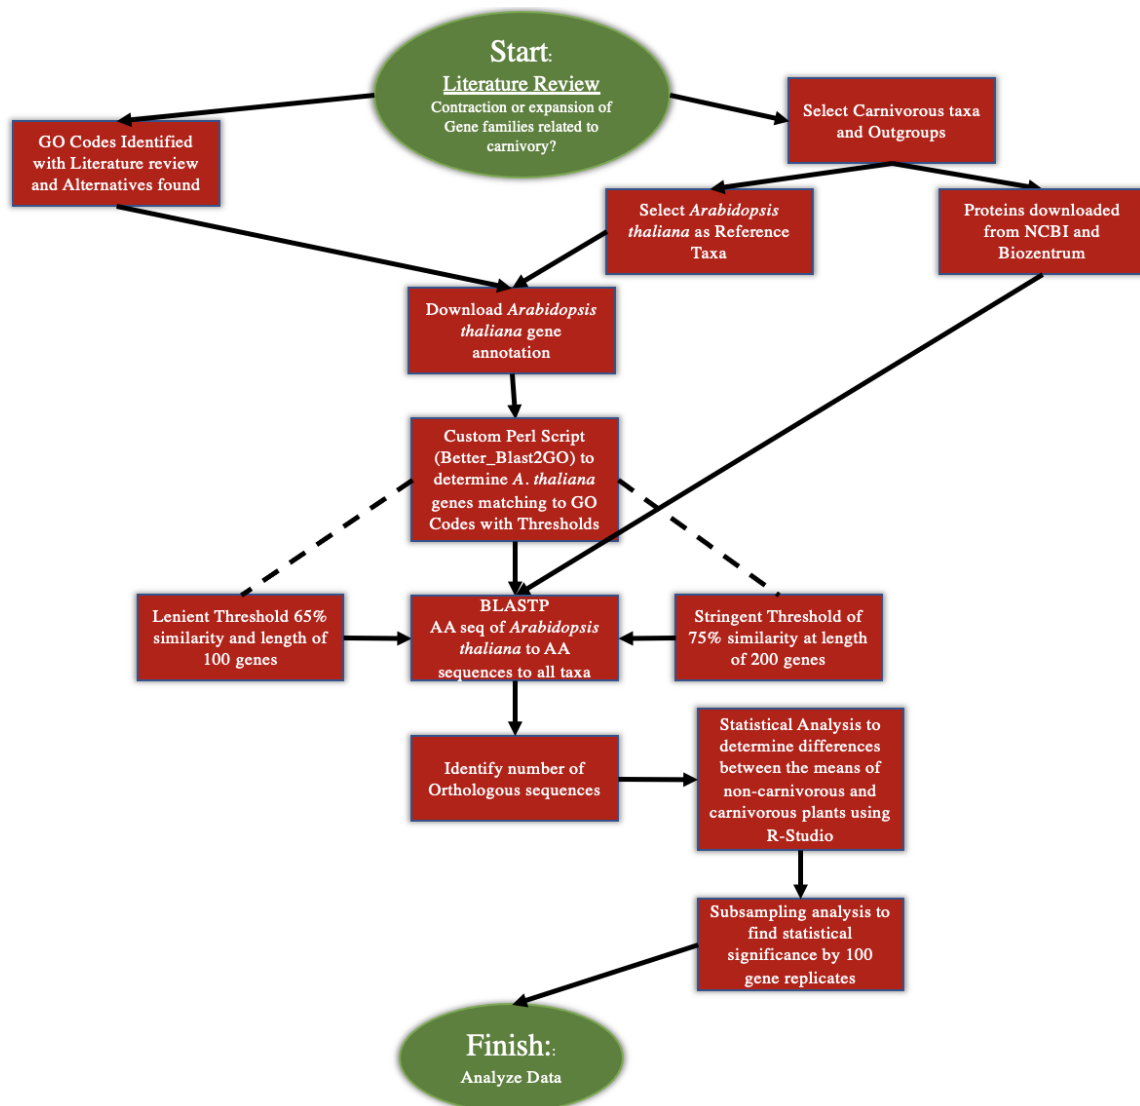 Start:
Literature Review
Contraction or expansion of
Gene families related to
carnivory?
GO Codes Identified
with Literature review
and Alternatives found
Select Carnivorous taxa
and Outgroups
Select Arabidopsis
thaliana as Reference
Taxa
Proteins downloaded
from NCBI and
Biozentrum
Download Arabidopsis
thaliana gene
annotation
Custom Perl Script
(Better_Blast2GO) to
determine A. thaliana
genes matching to GO
Codes with Thresholds
Lenient Threshold 65%
similarity and length of
100 genes
BLASTP
AA seq of Arabidopsis
thaliana to AA
sequences to all taxa
Stringent Threshold of
75% similarity at length
of 200 genes
Identify number of
Orthologous sequences
Statistical Analysis to
determine differences
between the means of
non-carnivorous and
carnivorous plants using
R-Studio
Subsampling analysis to
find statistical
significance by 100
gene replicates
Finish::
Analyze Data